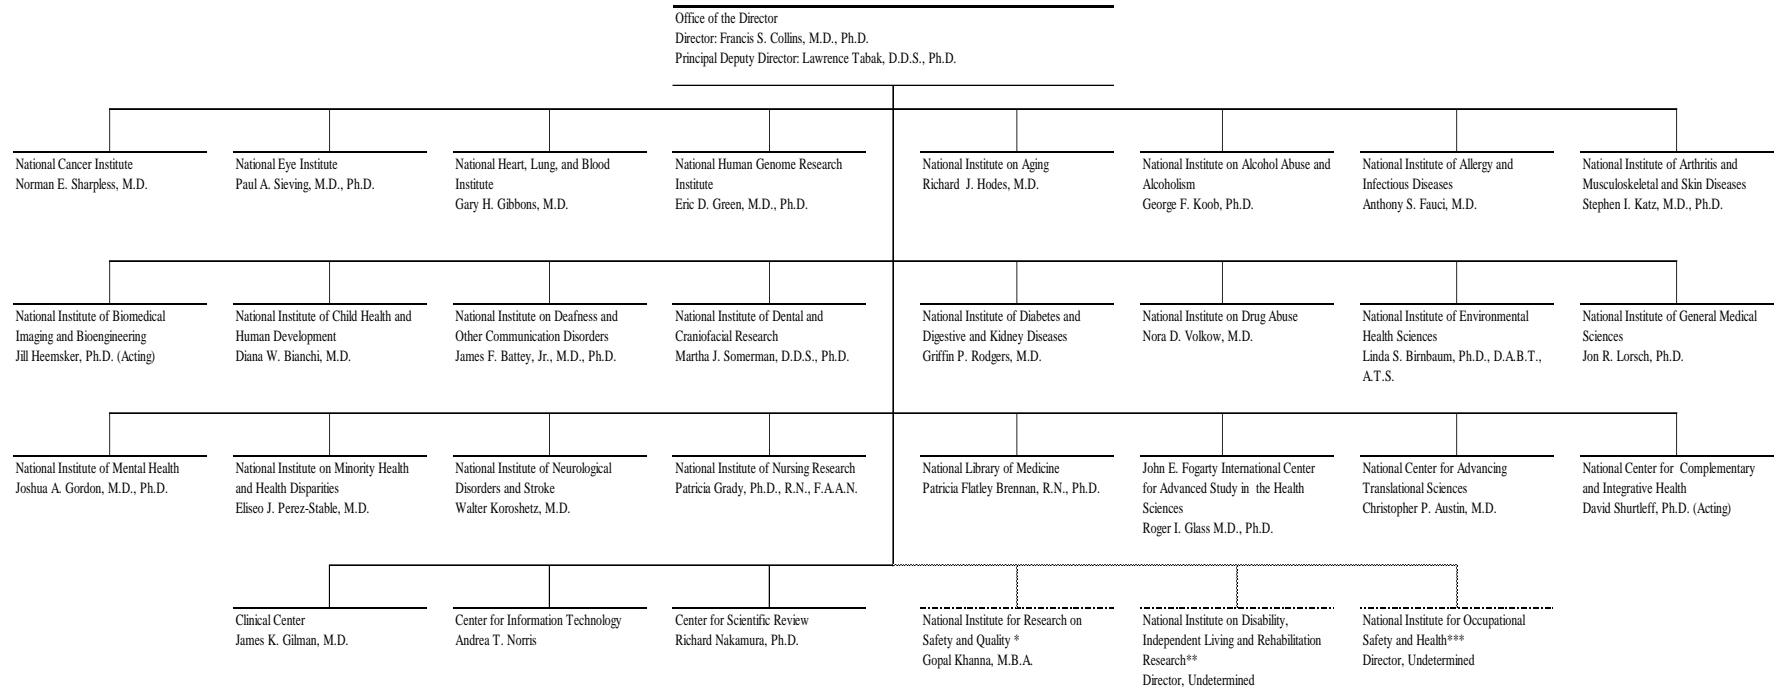 Office of the Director
Director: Francis S. Collins, M.D., Ph.D.
Principal Deputy Director: Lawrence Tabak, D.D.S., Ph.D.
National Cancer Institute
Norman E. Sharpless, M.D.
National Eye Institute
Paul A. Sieving, M.D., Ph.D.
National Heart, Lung, and Blood
Institute
Gary H. Gibbons, M.D.
National Human Genome Research
Institute
Eric D. Green, M.D., Ph.D.
National Institute on Aging
Richard J. Hodes, M.D.
National Institute on Alcohol Abuse and
Alcoholism
George F. Koob, Ph.D.
National Institute of Allergy and
Infectious Diseases
Anthony S. Fauci, M.D.
National Institute of Arthritis and
Musculoskeletal and Skin Diseases
Stephen I. Katz, M.D., Ph.D.
National Institute of Biomedical
Imaging and Bioengineering
Jill Heemsker, Ph.D. (Acting)
National Institute of Child Health and
Human Development
Diana W. Bianchi, M.D.
National Institute on Deafness and
Other Communication Disorders
James F. Battey, Jr., M.D., Ph.D.
National Institute of Dental and
Craniofacial Research
Martha J. Somerman, D.D.S., Ph.D.
National Institute of Diabetes and
Digestive and Kidney Diseases
Griffin P. Rodgers, M.D.
National Institute on Drug Abuse
Nora D. Volkow, M.D.
National Institute of Environmental
Health Sciences
Linda S. Birnbaum, Ph.D., D.A.B.T.,
A.T.S.
National Institute of General Medical
Sciences
Jon R. Lorsch, Ph.D.
National Institute of Mental Health
Joshua A. Gordon, M.D., Ph.D.
National Institute on Minority Health
and Health Disparities
Eliseo J. Perez-Stable, M.D.
National Institute of Neurological
Disorders and Stroke
Walter Koroshetz, M.D.
National Institute of Nursing Research
Patricia Grady, Ph.D., R.N., F.A.A.N.
National Library of Medicine
Patricia Flatley Brennan, R.N., Ph.D.
John E. Fogarty International Center
for Advanced Study in the Health
Sciences
Roger I. Glass M.D., Ph.D.
National Center for Advancing
Translational Sciences
Christopher P. Austin, M.D.
National Center for Complementary
and Integrative Health
David Shurtleff, Ph.D. (Acting)
Clinical Center
James K. Gilman, M.D.
Center for Information Technology
Andrea T. Norris
Center for Scientific Review
Richard Nakamura, Ph.D.
National Institute for Research on
Safety and Quality *
Gopal Khanna, M.B.A.
National Institute on Disability,
Independent Living and Rehabilitation
Research**
Director, Undetermined
National Institute for Occupational
Safety and Health***
Director, Undetermined